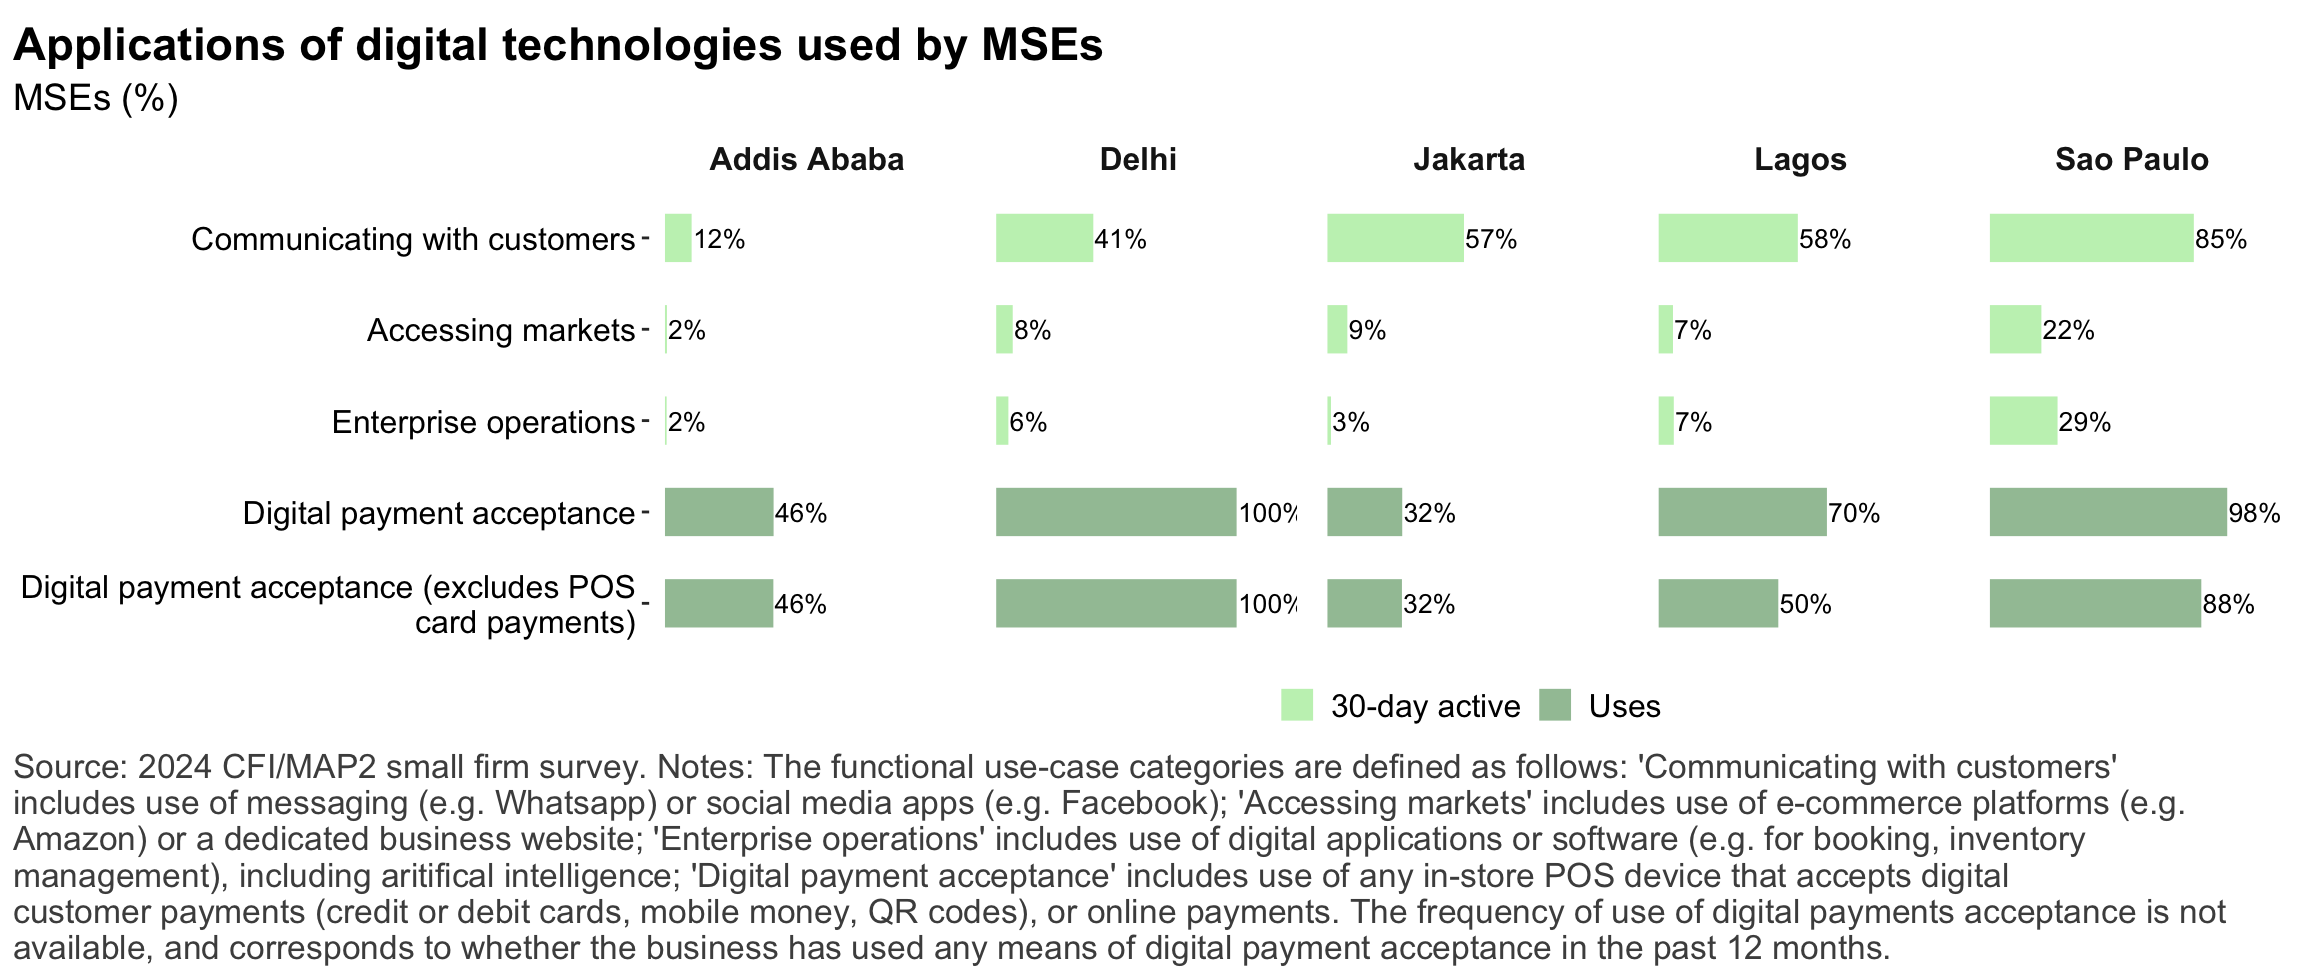 Applications of digital technologies used by MSEs
MSEs (%)
Addis Ababa Delhi Jakarta Lagos Sao Paulo
Communicating with customers 12% 41% 57% 58% 85%
Accessing markets 2% 8% 9% 7% 22%
Enterprise operations 2% 6% 3% 7% 29%
Digital payment acceptance 46% 100% 32% 70% 98%
Digital payment acceptance (excludes POS
card payments) 46% 100% 32% 50% 88%
30-day active Uses
Source: 2024 CFI/MAP2 small firm survey. Notes: The functional use-case categories are defined as follows: 'Communicating with customers'
includes use of messaging (e.g. Whatsapp) or social media apps (e.g. Facebook); 'Accessing markets' includes use of e-commerce platforms (e.g.
Amazon) or a dedicated business website; 'Enterprise operations' includes use of digital applications or software (e.g. for booking, inventory
management), including aritifical intelligence; 'Digital payment acceptance' includes use of any in-store POS device that accepts digital
customer payments (credit or debit cards, mobile money, QR codes), or online payments. The frequency of use of digital payments acceptance is not
available, and corresponds to whether the business has used any means of digital payment acceptance in the past 12 months.